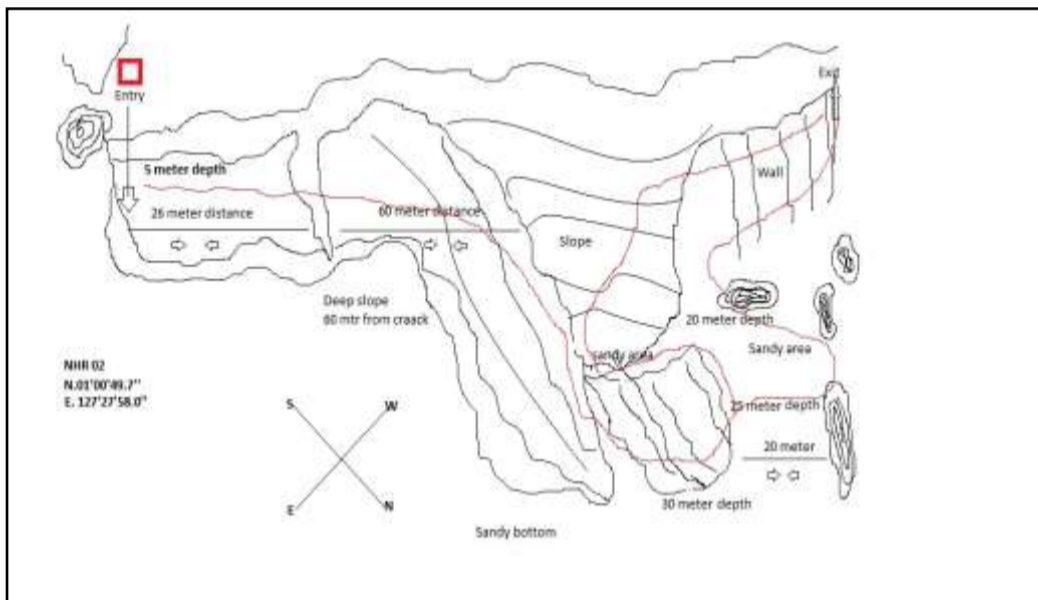 Entry
Exit
5 meter depth
26 meter distance
60 meter distance
Wall
Slope
Deep slope
60 mtr from craack
20 meter depth
sandy area
Sandy area
NHR 02
N.01°00'49.7"
E. 127°27'58.0"
S
W
E
N
25 meter depth
20 meter
30 meter depth
Sandy bottom